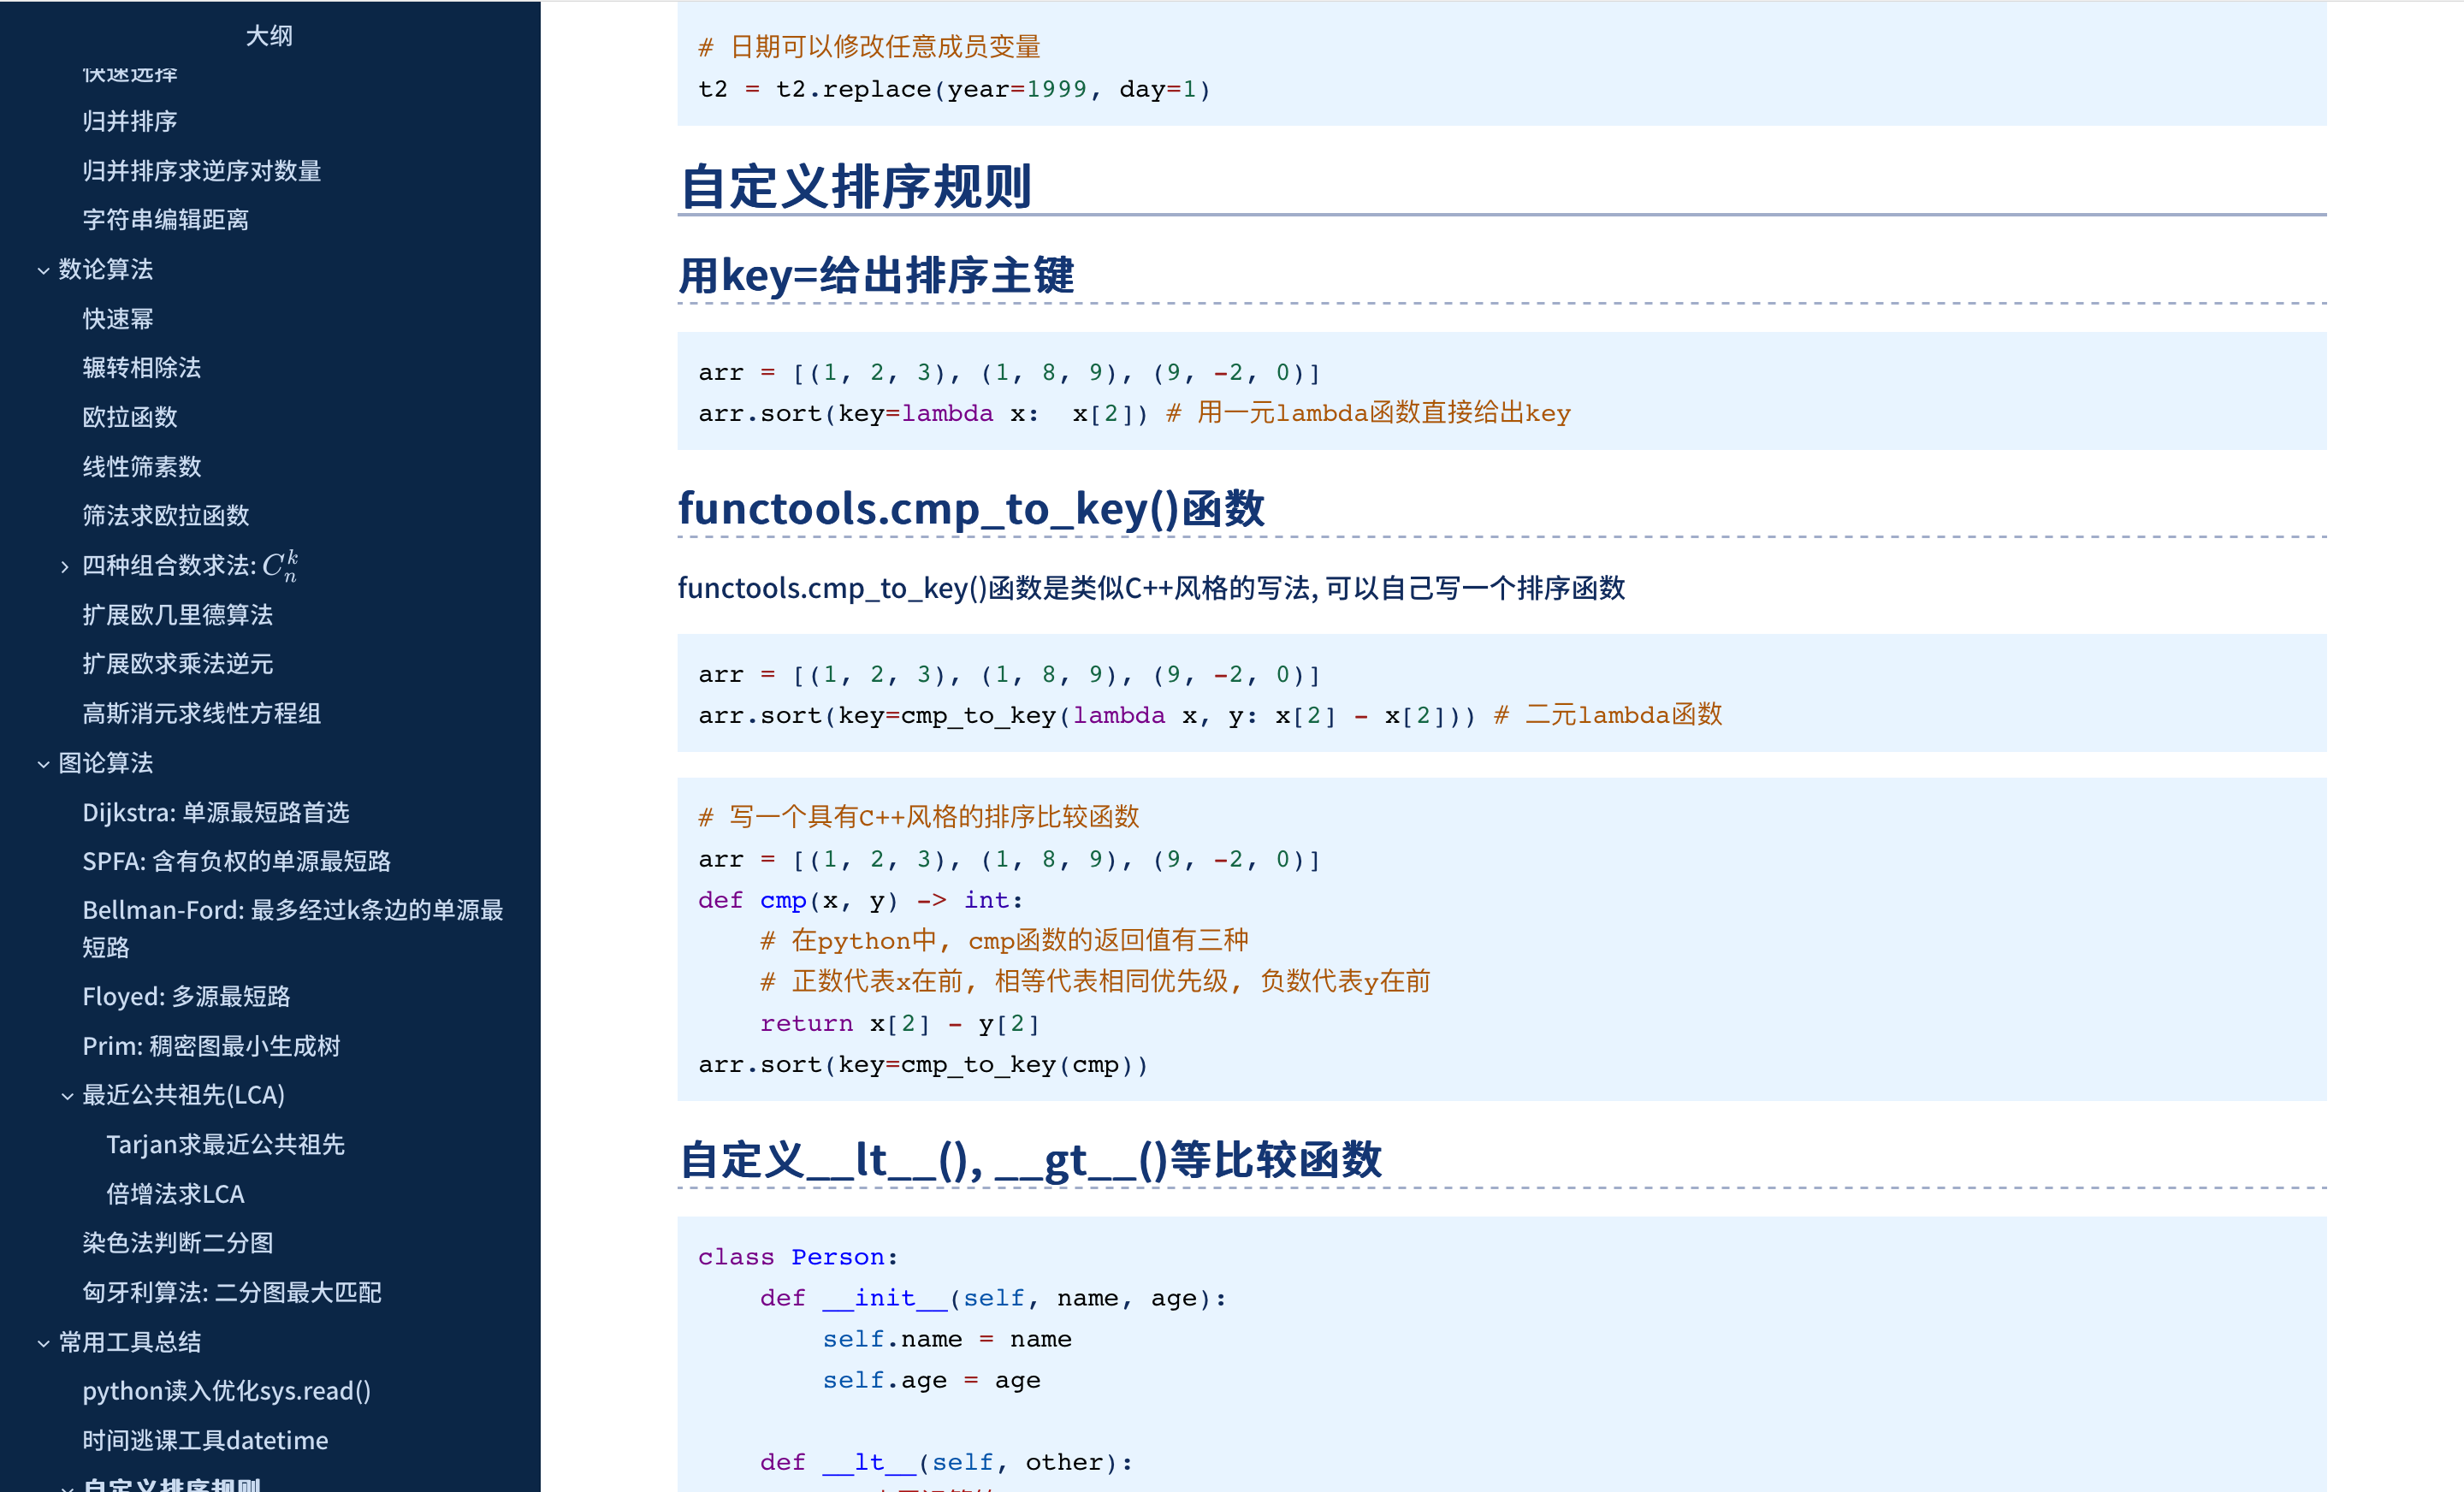 大纲
快速选择
归并排序
归并排序求逆序对数量
字符串编辑距离
数论算法
快速幂
辗转相除法
欧拉函数
线性筛素数
筛法求欧拉函数
四种组合数求法: C_n^k
扩展欧几里德算法
扩展欧求乘法逆元
高斯消元求线性方程组
图论算法
Dijkstra: 单源最短路首选
SPFA: 含有负权的单源最短路
Bellman-Ford: 最多经过k条边的单源最
短路
Floyed: 多源最短路
Prim: 稠密图最小生成树
最近公共祖先(LCA)
Tarjan求最近公共祖先
倍增法求LCA
染色法判断二分图
匈牙利算法: 二分图最大匹配
常用工具总结
python读入优化sys.read()
时间逃课工具datetime
自定义排序规则
# 日期可以修改任意成员变量
t2 = t2.replace(year=1999, day=1)
自定义排序规则
用key=给出排序主键
arr = [(1, 2, 3), (1, 8, 9), (9, -2, 0)]
arr.sort(key=lambda x:  x[2]) # 用一元lambda函数直接给出key
functools.cmp_to_key()函数
functools.cmp_to_key()函数是类似C++风格的写法, 可以自己写一个排序函数
arr = [(1, 2, 3), (1, 8, 9), (9, -2, 0)]
arr.sort(key=cmp_to_key(lambda x, y: x[2] - x[2])) # 二元lambda函数
# 写一个具有C++风格的排序比较函数
arr = [(1, 2, 3), (1, 8, 9), (9, -2, 0)]
def cmp(x, y) -> int:
    # 在python中, cmp函数的返回值有三种
    # 正数代表x在前, 相等代表相同优先级, 负数代表y在前
    return x[2] - y[2]
arr.sort(key=cmp_to_key(cmp))
自定义__lt__(), __gt__()等比较函数
class Person:
    def __init__(self, name, age):
        self.name = name
        self.age = age
    def __lt__(self, other):